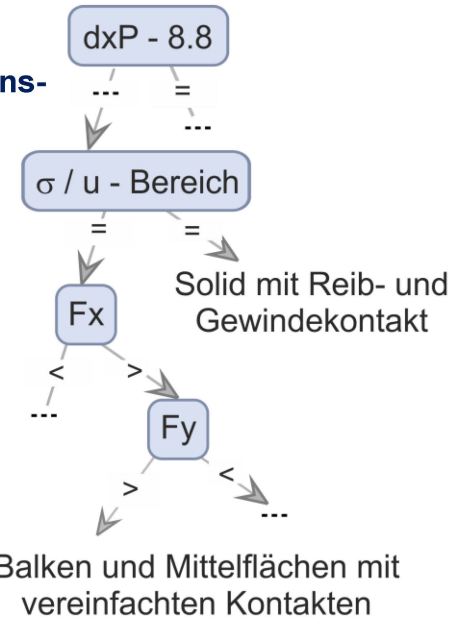 dxP - 8.8
ns-
--- =
---
σ / u - Bereich
= =
Solid mit Reib- und
Gewindekontakt
Fx
< >
---
Fy
> <
---
Balken und Mittelflächen mit
vereinfachten Kontakten